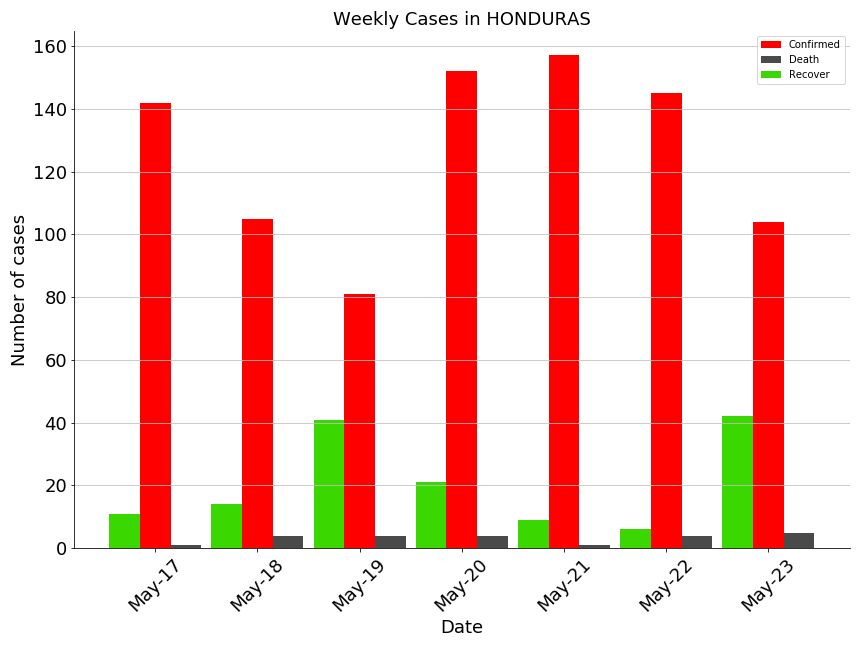 Weekly Cases in HONDURAS
Confirmed
Death
Recover
Number of cases
160
140
120
100
80
60
40
20
0
May-17
May-18
May-19
May-20
May-21
May-22
May-23
Date